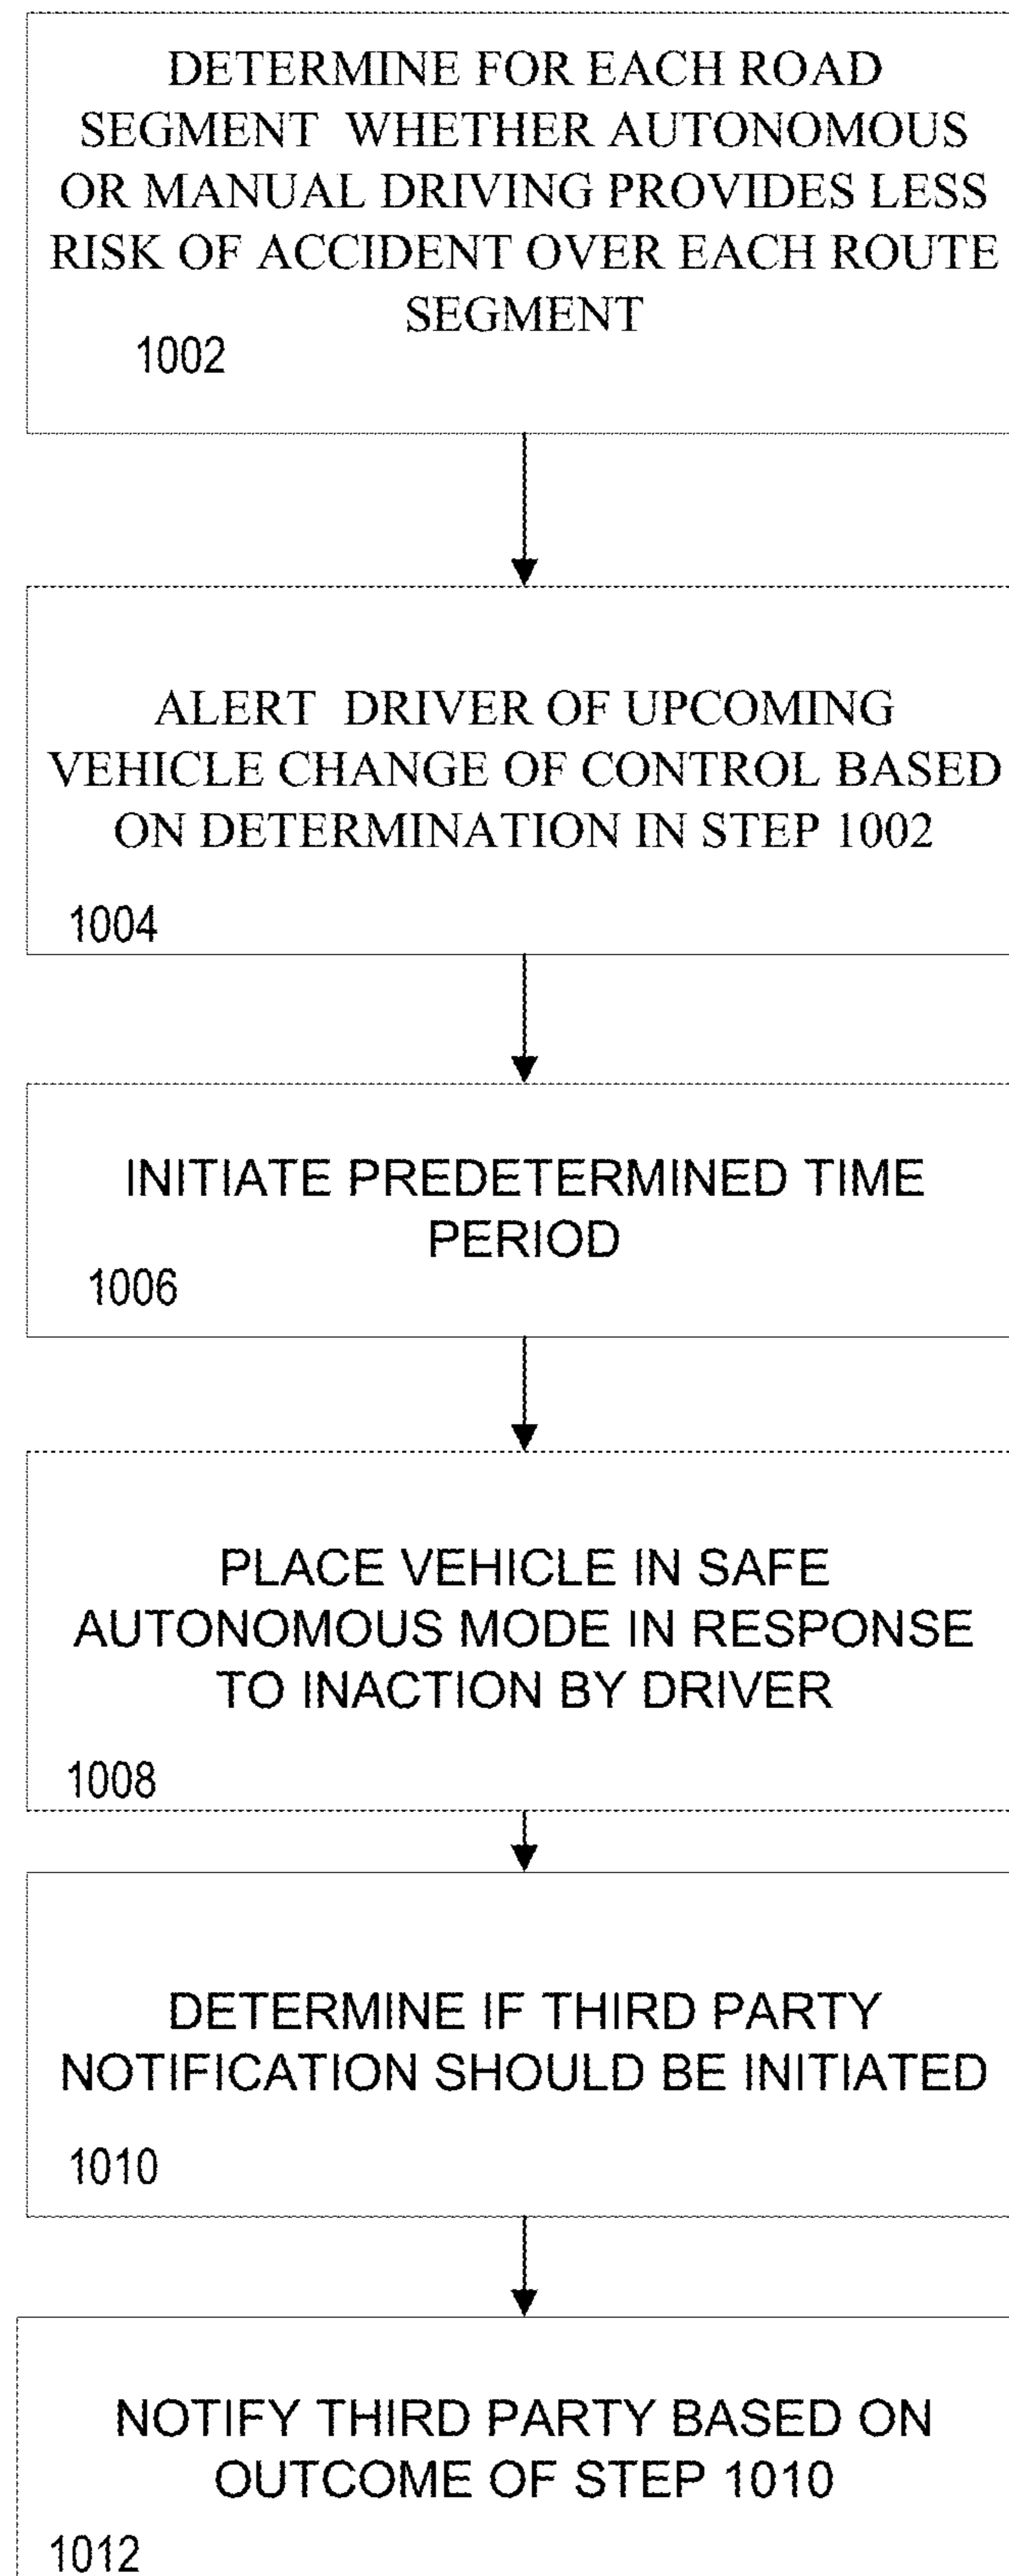 DETERMINE FOR EACH ROAD
SEGMENT WHETHER AUTONOMOUS
OR MANUAL DRIVING PROVIDES LESS
RISK OF ACCIDENT OVER EACH ROUTE
SEGMENT
1002
ALERT DRIVER OF UPCOMING
VEHICLE CHANGE OF CONTROL BASED
ON DETERMINATION IN STEP 1002
1004
INITIATE PREDETERMINED TIME
PERIOD
1006
PLACE VEHICLE IN SAFE
AUTONOMOUS MODE IN RESPONSE
TO INACTION BY DRIVER
1008
DETERMINE IF THIRD PARTY
NOTIFICATION SHOULD BE INITIATED
1010
NOTIFY THIRD PARTY BASED ON
OUTCOME OF STEP 1010
1012